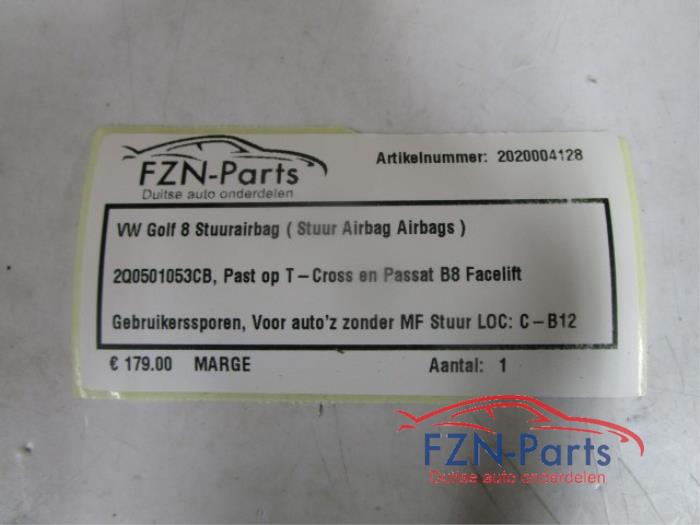 FZN-Parts
Duitse auto onderdelen
Artikelnummer: 2020004128
VW Golf 8 Stuurairbag ( Stuur Airbag Airbags )
2Q0501053CB, Past op T-Cross en Passat B8 Facelift
Gebruikerssporen, Voor auto'z zonder MF Stuur LOC: C-B12
€ 179.00 MARGE Aantal: 1
FZN-Parts
Duitse auto onderdelen